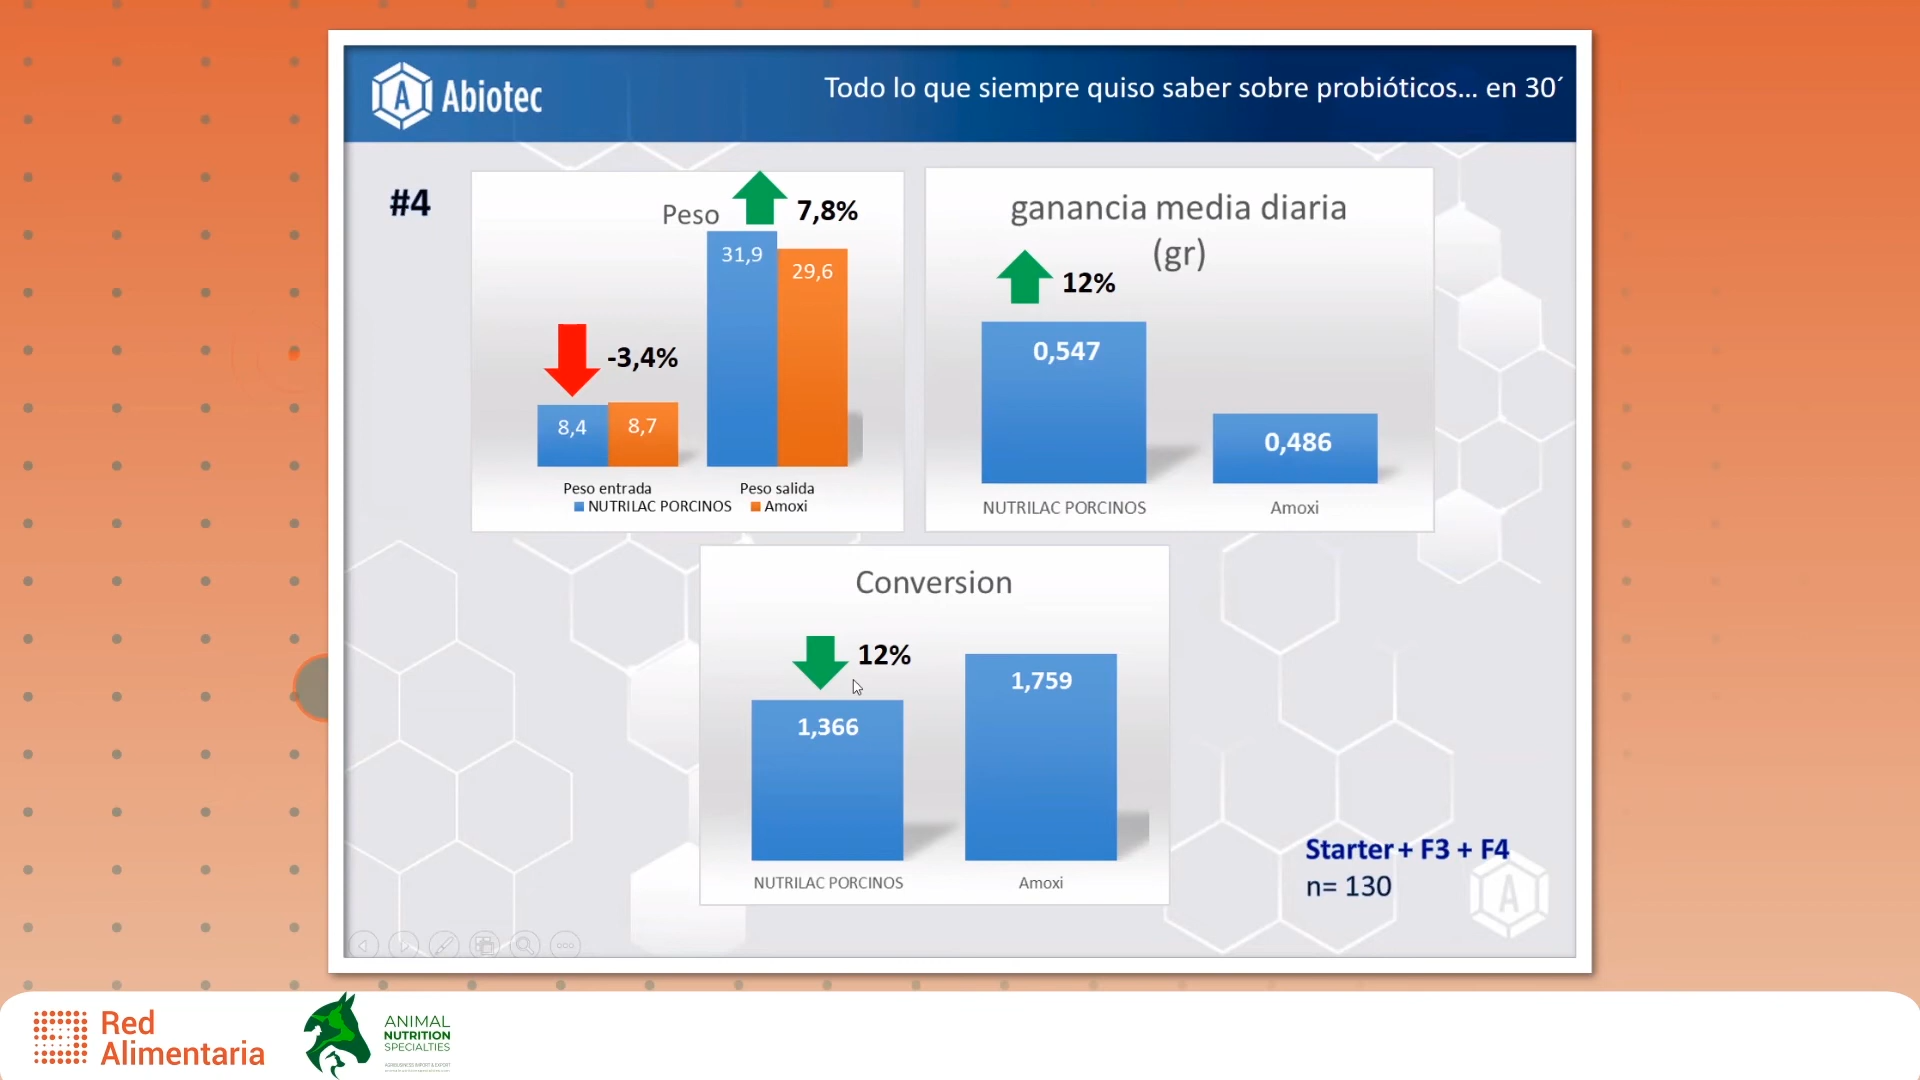 Abiotec
Todo lo que siempre quiso saber sobre probióticos... en 30´
#4
Peso
7,8%
31,9
29,6
-3,4%
8,4
8,7
Peso entrada
Peso salida
NUTRILAC PORCINOS
Amoxi
ganancia media diaria
(gr)
12%
0,547
0,486
NUTRILAC PORCINOS
Amoxi
Conversion
12%
1,366
1,759
NUTRILAC PORCINOS
Amoxi
Starter + F3 + F4
n= 130
A
Red
Alimentaria
ANIMAL
NUTRITION
SPECIALTIES